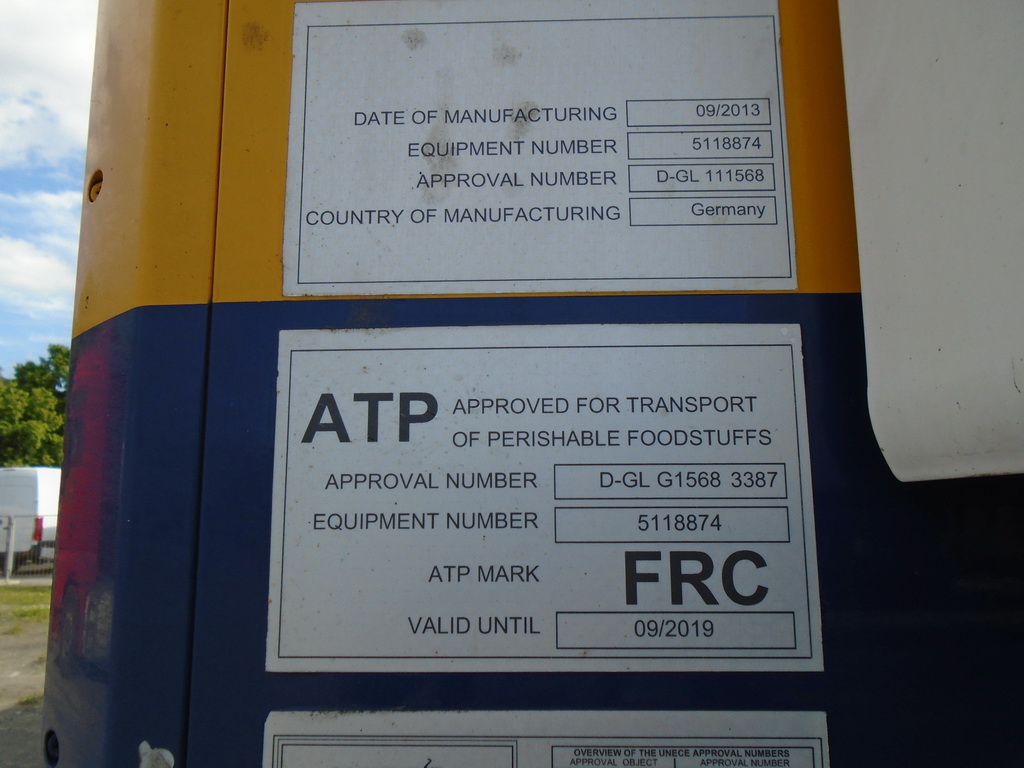 DATE OF MANUFACTURING 09/2013
EQUIPMENT NUMBER 5118874
APPROVAL NUMBER D-GL 111568
COUNTRY OF MANUFACTURING Germany
ATP APPROVED FOR TRANSPORT
OF PERISHABLE FOODSTUFFS
APPROVAL NUMBER D-GL G1568 3387
EQUIPMENT NUMBER 5118874
ATP MARK FRC
VALID UNTIL 09/2019
OVERVIEW OF THE UNECE APPROVAL NUMBERS
APPROVAL OBJECT APPROVAL NUMBER